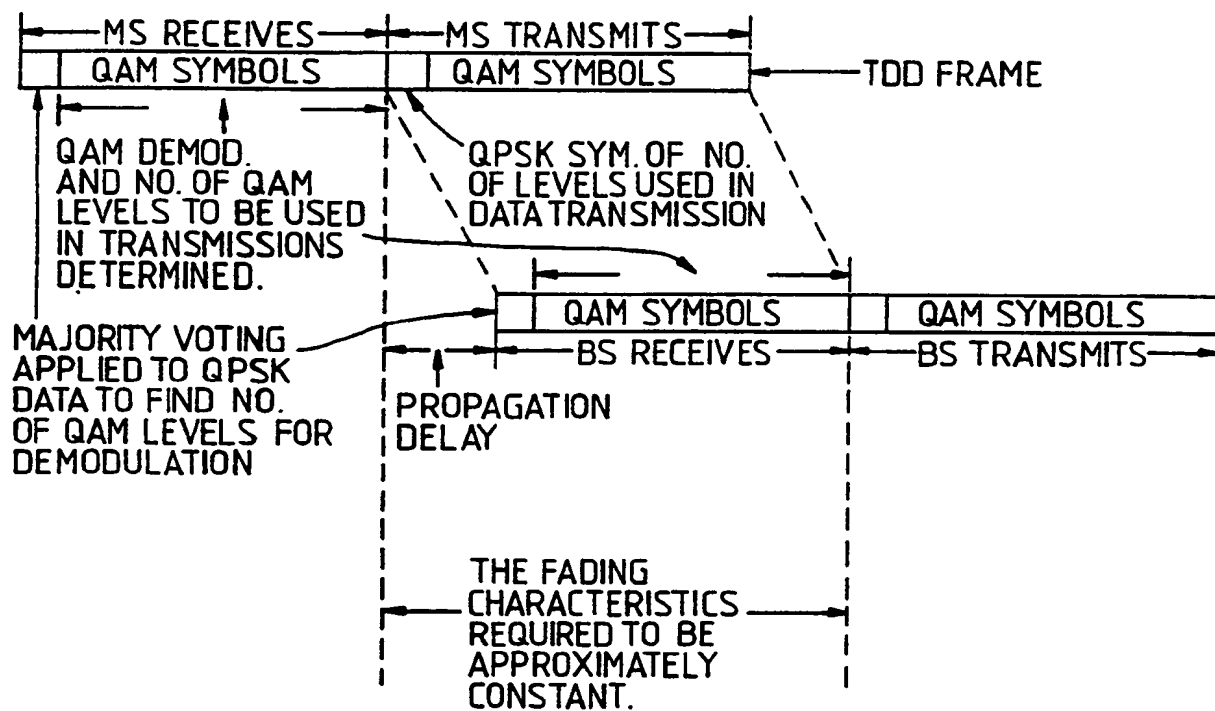 MS RECEIVES
MS TRANSMITS
QAM SYMBOLS
QAM SYMBOLS
TDD FRAME
QAM DEMOD.
AND NO. OF QAM
LEVELS TO BE USED
IN TRANSMISSIONS
DETERMINED.
QPSK SYM. OF NO.
OF LEVELS USED IN
DATA TRANSMISSION
QAM SYMBOLS
QAM SYMBOLS
BS RECEIVES
BS TRANSMITS
MAJORITY VOTING
APPLIED TO QPSK
DATA TO FIND NO.
OF QAM LEVELS FOR
DEMODULATION
PROPAGATION
DELAY
THE FADING
CHARACTERISTICS
REQUIRED TO BE
APPROXIMATELY
CONSTANT.